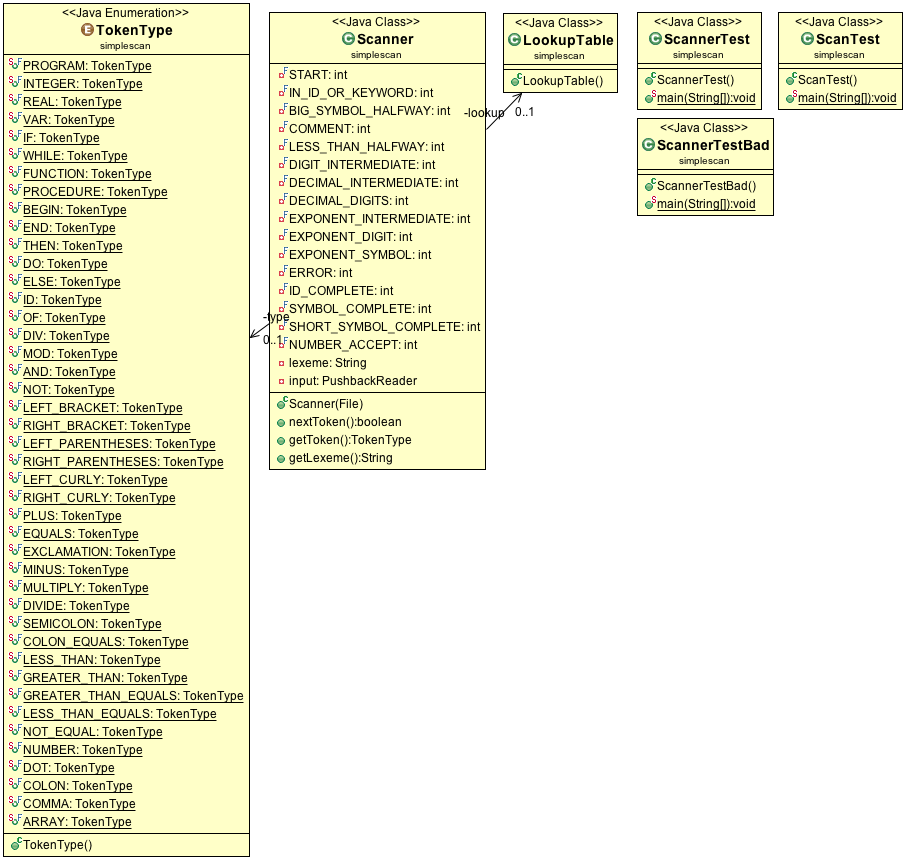 <<Java Enumeration>>
TokenType
simplescan
PROGRAM: TokenType
INTEGER: TokenType
REAL: TokenType
VAR: TokenType
IF: TokenType
WHILE: TokenType
FUNCTION: TokenType
PROCEDURE: TokenType
BEGIN: TokenType
END: TokenType
THEN: TokenType
DO: TokenType
ELSE: TokenType
ID: TokenType
OF: TokenType
DIV: TokenType
MOD: TokenType
AND: TokenType
NOT: TokenType
LEFT_BRACKET: TokenType
RIGHT_BRACKET: TokenType
LEFT_PARENTHESES: TokenType
RIGHT_PARENTHESES: TokenType
LEFT_CURLY: TokenType
RIGHT_CURLY: TokenType
PLUS: TokenType
EQUALS: TokenType
EXCLAMATION: TokenType
MINUS: TokenType
MULTIPLY: TokenType
DIVIDE: TokenType
SEMICOLON: TokenType
COLON_EQUALS: TokenType
LESS_THAN: TokenType
GREATER_THAN: TokenType
GREATER_THAN_EQUALS: TokenType
LESS_THAN_EQUALS: TokenType
NOT_EQUAL: TokenType
NUMBER: TokenType
DOT: TokenType
COLON: TokenType
COMMA: TokenType
ARRAY: TokenType
TokenType()
-type
0..1
<<Java Class>>
Scanner
simplescan
START: int
IN_ID_OR_KEYWORD: int
BIG_SYMBOL_HALFWAY: int
COMMENT: int
LESS_THAN_HALFWAY: int
DIGIT_INTERMEDIATE: int
DECIMAL_INTERMEDIATE: int
DECIMAL_DIGITS: int
EXPONENT_INTERMEDIATE: int
EXPONENT_DIGIT: int
EXPONENT_SYMBOL: int
ERROR: int
ID_COMPLETE: int
SYMBOL_COMPLETE: int
SHORT_SYMBOL_COMPLETE: int
NUMBER_ACCEPT: int
lexeme: String
input: PushbackReader
Scanner(File)
nextToken():boolean
getToken():TokenType
getLexeme():String
-lookup
0..1
<<Java Class>>
LookupTable
simplescan
LookupTable()
<<Java Class>>
ScannerTest
simplescan
ScannerTest()
main(String[]):void
<<Java Class>>
ScanTest
simplescan
ScanTest()
main(String[]):void
<<Java Class>>
ScannerTestBad
simplescan
ScannerTestBad()
main(String[]):void